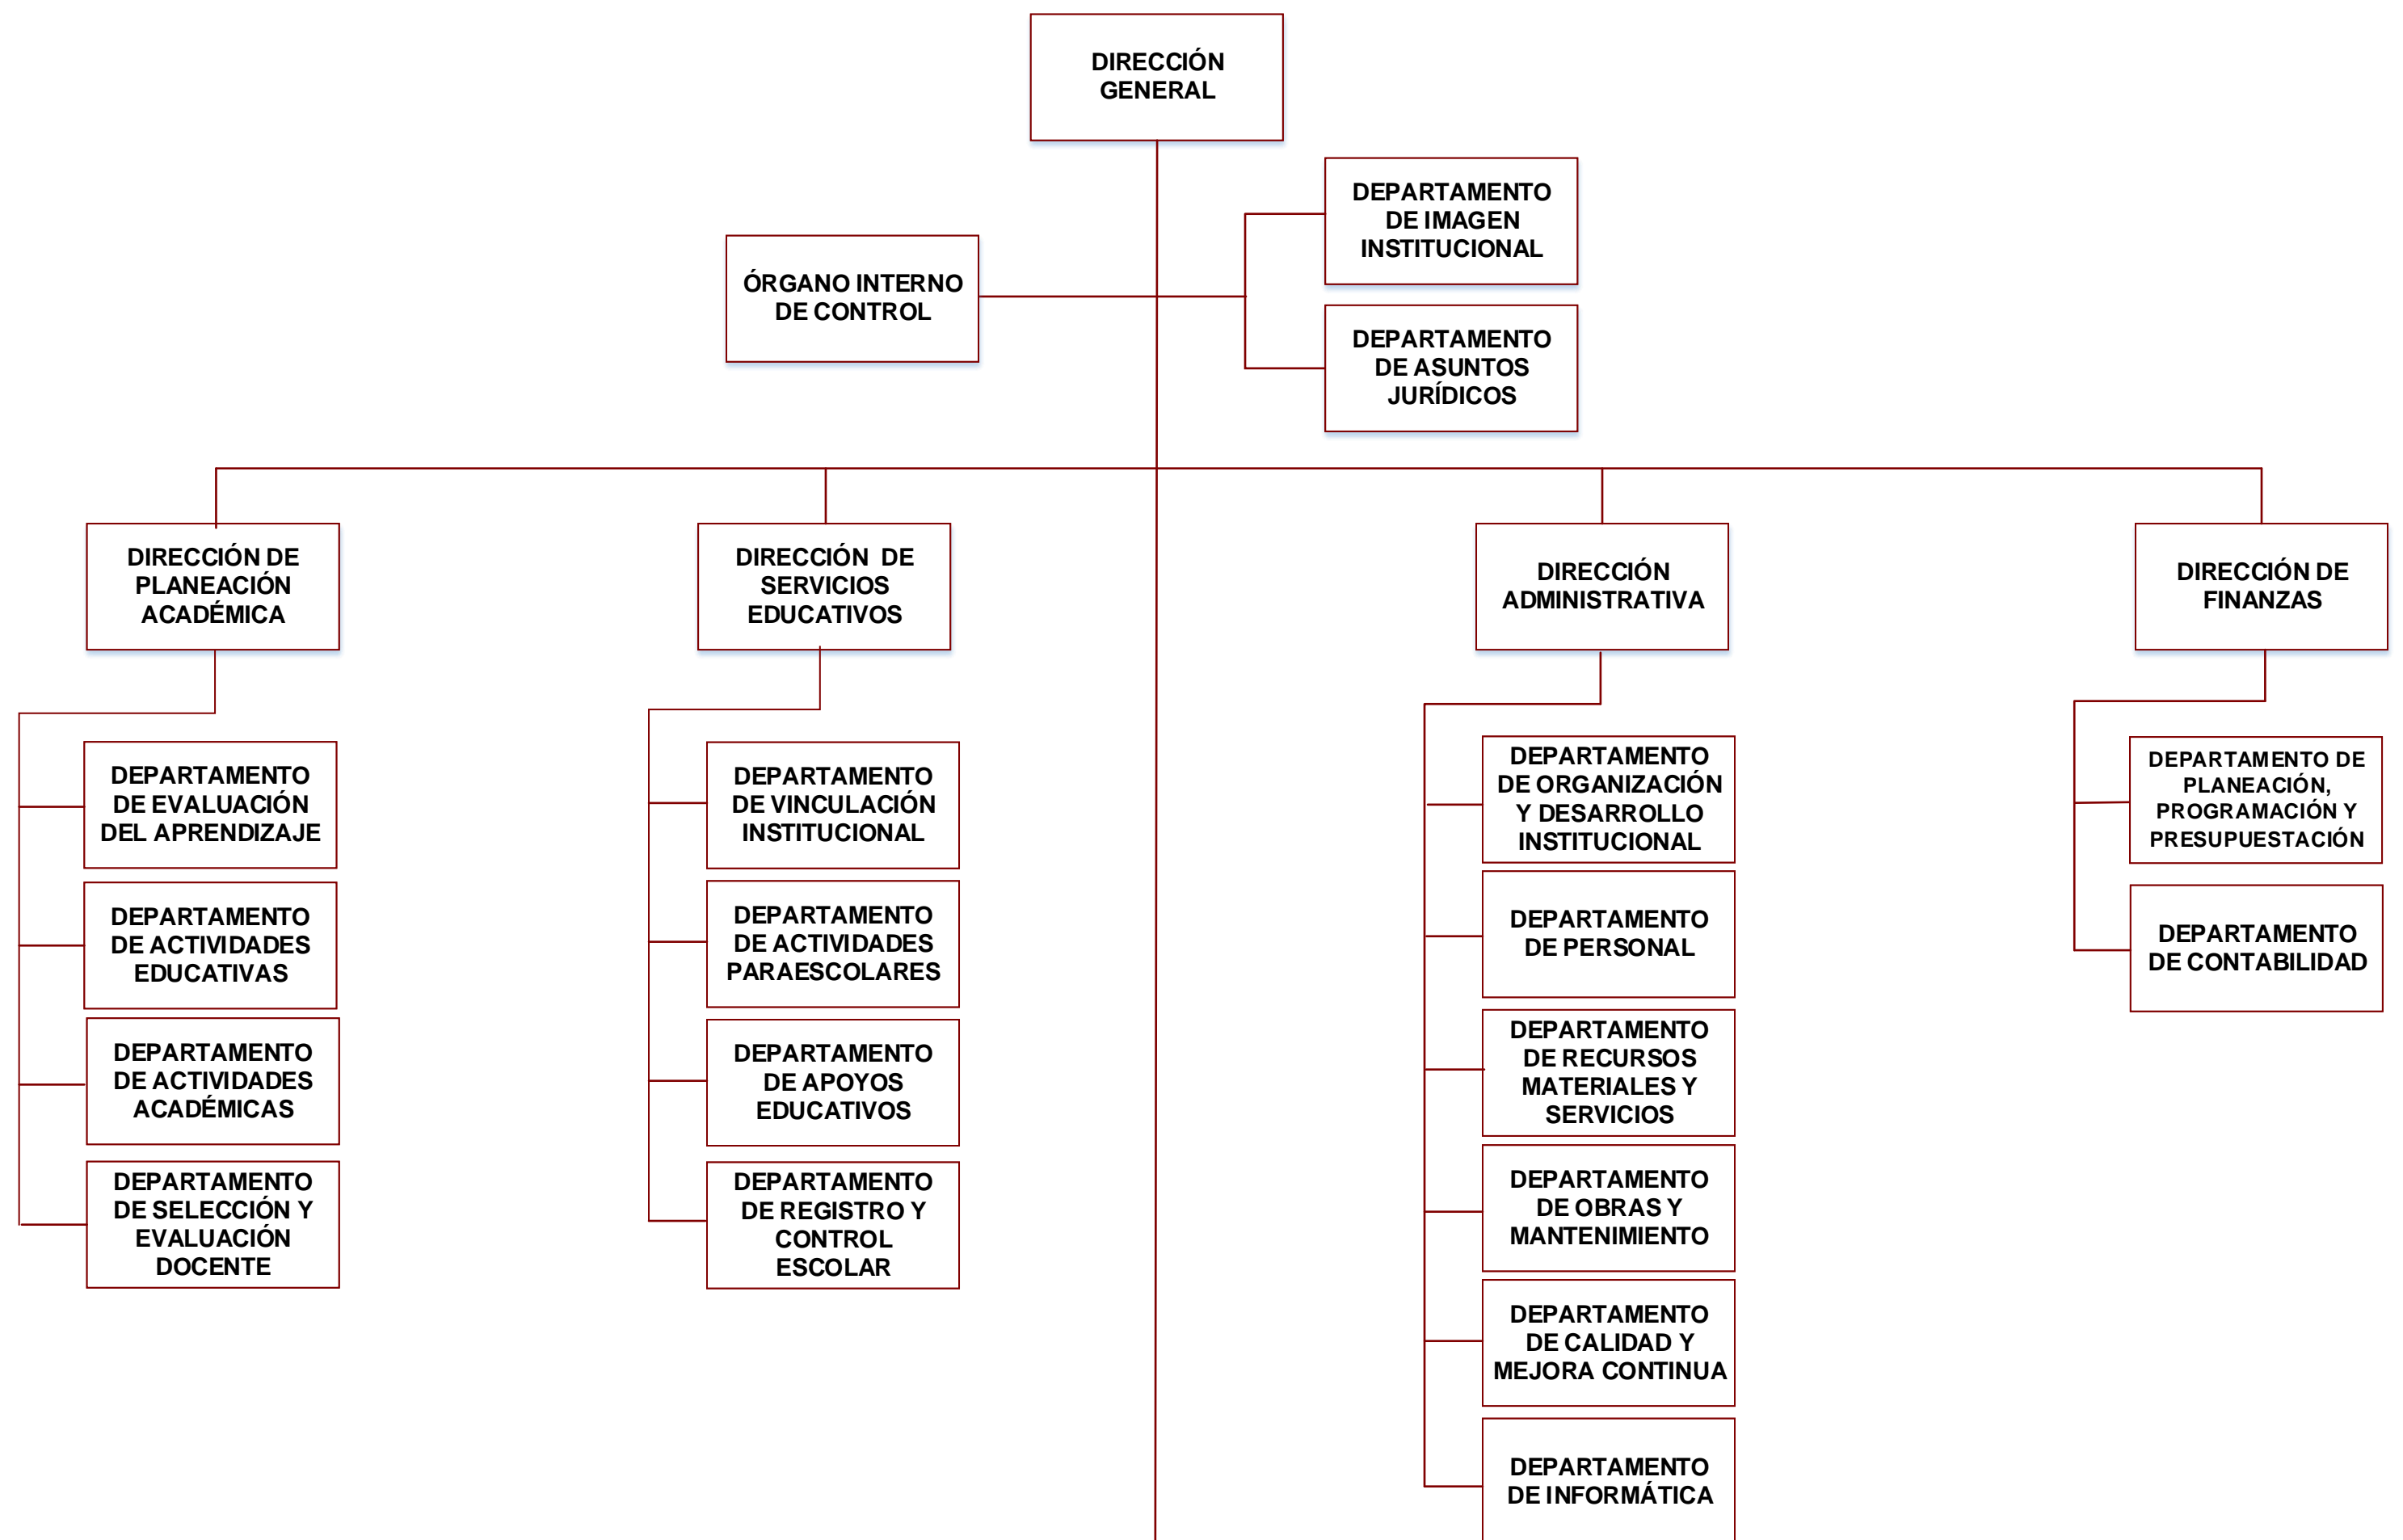 DIRECCIÓN
GENERAL
DEPARTAMENTO
DE IMAGEN
INSTITUCIONAL
ÓRGANO INTERNO
DE CONTROL
DEPARTAMENTO
DE ASUNTOS
JURÍDICOS
DIRECCIÓN DE
PLANEACIÓN
ACADÉMICA
DIRECCIÓN DE
SERVICIOS
EDUCATIVOS
DIRECCIÓN
ADMINISTRATIVA
DIRECCIÓN DE
FINANZAS
DEPARTAMENTO
DE EVALUACIÓN
DEL APRENDIZAJE
DEPARTAMENTO
DE ACTIVIDADES
EDUCATIVAS
DEPARTAMENTO
DE ACTIVIDADES
ACADÉMICAS
DEPARTAMENTO
DE SELECCIÓN Y
EVALUACIÓN
DOCENTE
DEPARTAMENTO
DE VINCULACIÓN
INSTITUCIONAL
DEPARTAMENTO
DE ACTIVIDADES
PARAESCOLARES
DEPARTAMENTO
DE APOYOS
EDUCATIVOS
DEPARTAMENTO
DE REGISTRO Y
CONTROL
ESCOLAR
DEPARTAMENTO
DE ORGANIZACIÓN
Y DESARROLLO
INSTITUCIONAL
DEPARTAMENTO
DE PERSONAL
DEPARTAMENTO
DE RECURSOS
MATERIALES Y
SERVICIOS
DEPARTAMENTO
DE OBRAS Y
MANTENIMIENTO
DEPARTAMENTO
DE CALIDAD Y
MEJORA CONTINUA
DEPARTAMENTO
DE INFORMÁTICA
DEPARTAMENTO DE
PLANEACIÓN,
PROGRAMACIÓN Y
PRESUPUESTACIÓN
DEPARTAMENTO
DE CONTABILIDAD